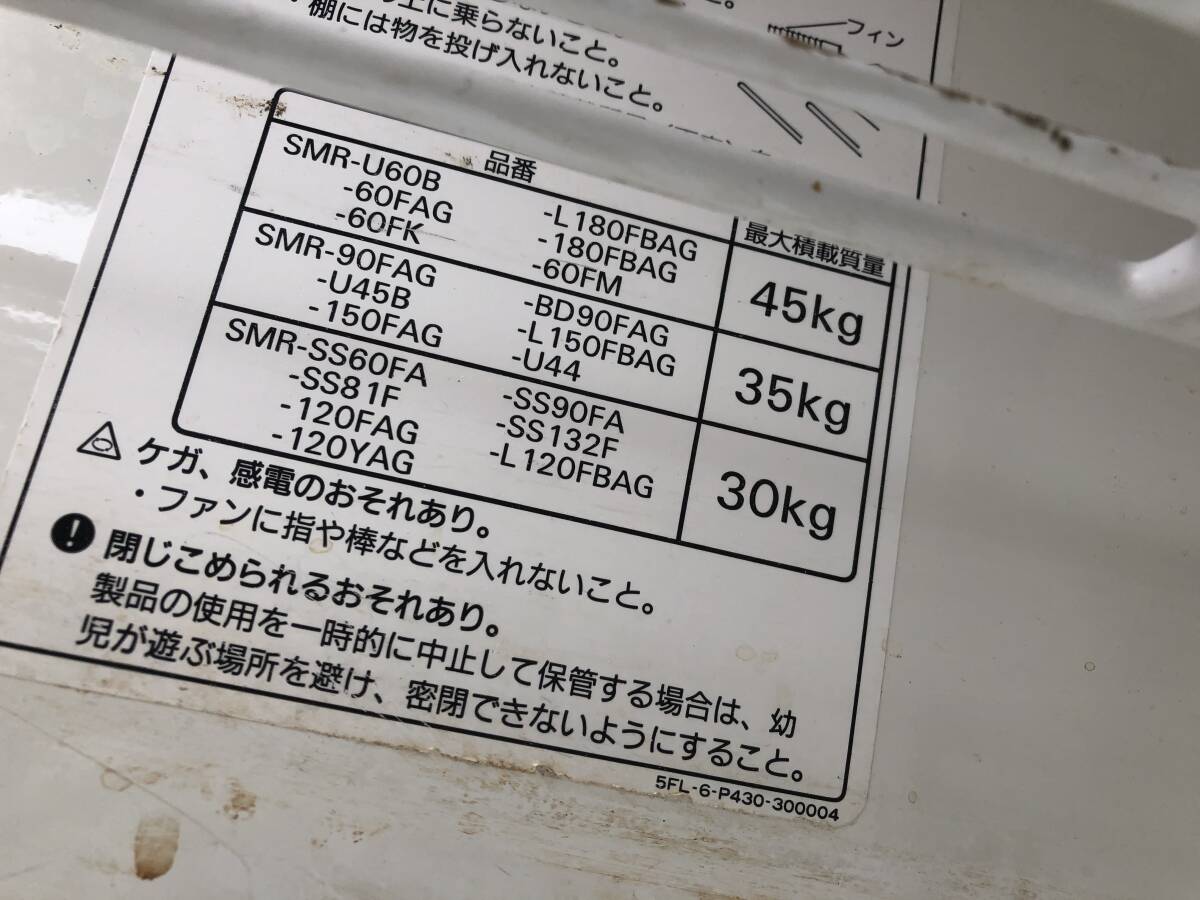 上に乗らないこと。
こと。
・棚には物を投げ入れないこと。
フィン
品番
最大積載質量
SMR-U60B -L180FBAG
-60FAG -180FBAG
-60FK -60FM
45kg
SMR-90FAG -BD90FAG
-U45B -L150FBAG
-150FAG -U44
35kg
SMR-SS60FA -SS90FA
-SS81F -SS132F
-120FAG -L120FBAG
-120YAG
30kg
ケガ、感電のおそれあり。
・ファンに指や棒などを入れないこと。
閉じこめられるおそれあり。
製品の使用を一時的に中止して保管する場合は、幼
児が遊ぶ場所を避け、密閉できないようにすること。
5FL-6-P430-300004